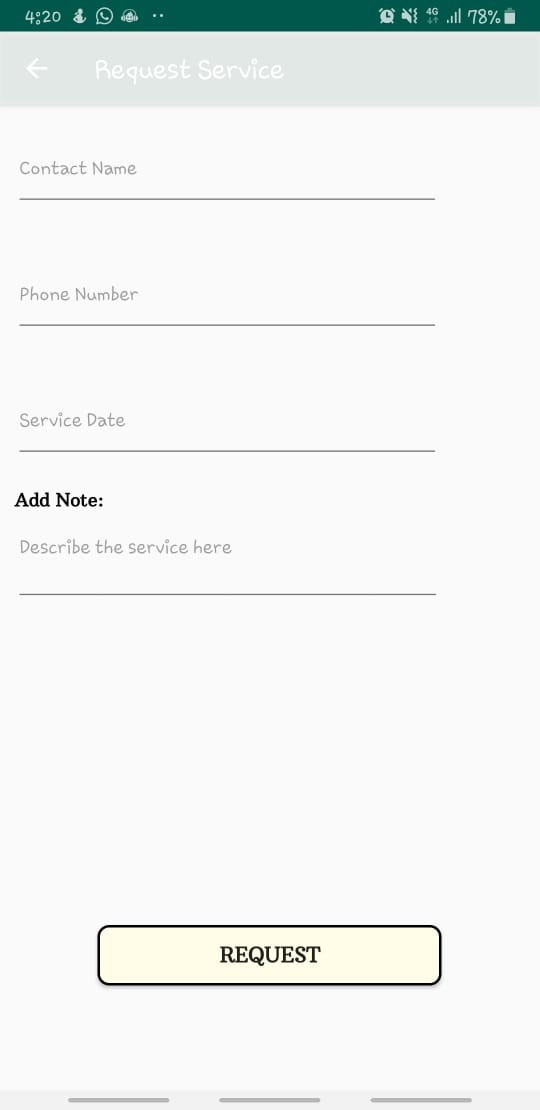 4:20 4G 78%
Request Service
Contact Name
Phone Number
Service Date
Add Note:
Describe the service here
REQUEST